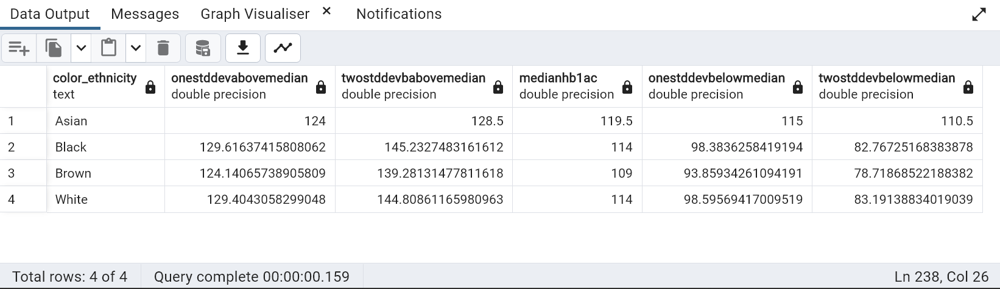 Data Output Messages Graph Visualiser × Notifications
color_ethnicity onestddevabovemedian twostddevbabovemedian medianhb1ac onestddevbelowmedian twostddevbelowmedian
text double precision double precision double precision double precision double precision
1 Asian 124 128.5 119.5 115 110.5
2 Black 129.61637415808062 145.2327483161612 114 98.3836258419194 82.76725168383878
3 Brown 124.14065738905809 139.28131477811618 109 93.85934261094191 78.71868522188382
4 White 129.4043058299048 144.80861165980963 114 98.59569417009519 83.19138834019039
Total rows: 4 of 4 Query complete 00:00:00.159 Ln 238, Col 26